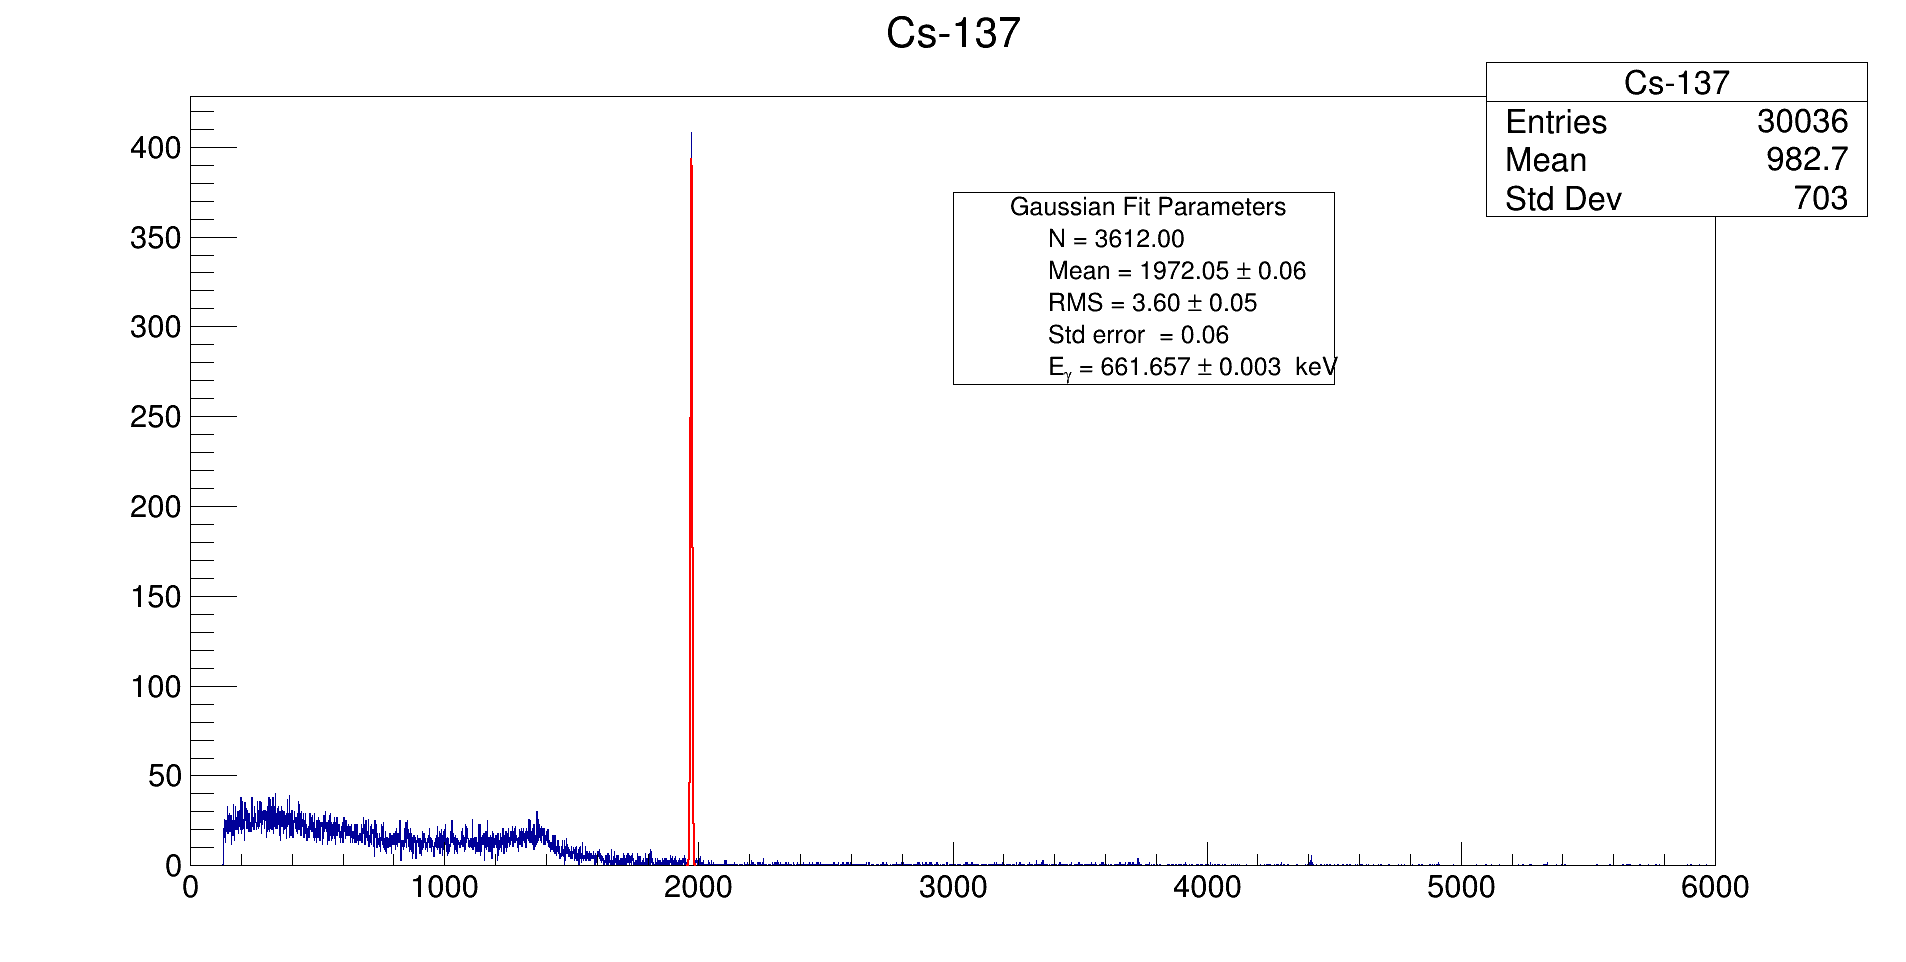 Cs-137
Cs-137
Entries 30036
Mean 982.7
Std Dev 703
Gaussian Fit Parameters
N = 3612.00
Mean = 1972.05 ± 0.06
RMS = 3.60 ± 0.05
Std error = 0.06
Eγ = 661.657 ± 0.003 keV
400
350
300
250
200
150
100
50
0
0 1000 2000 3000 4000 5000 6000